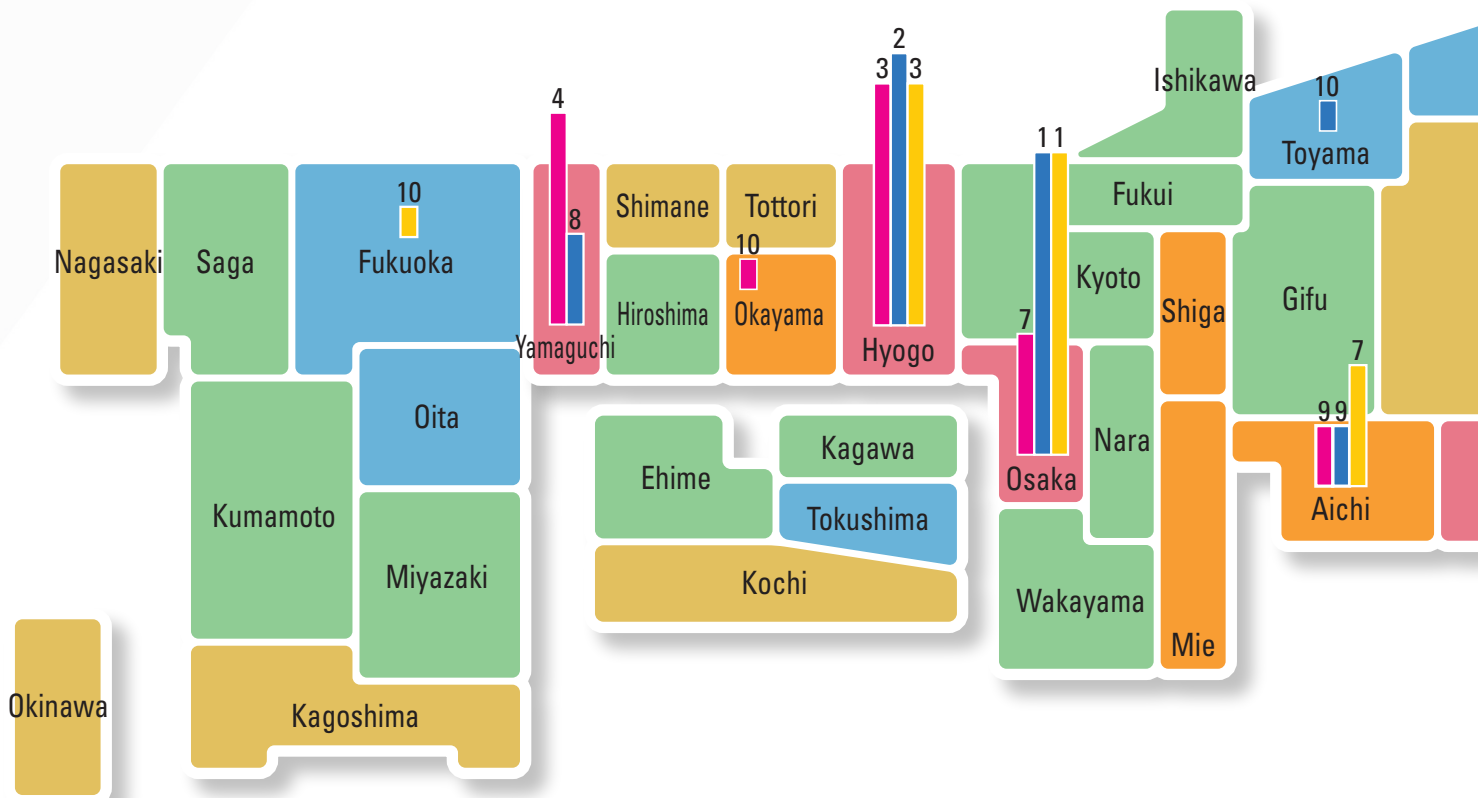 2
Ishikawa
3
3
10
4
Toyama
1
1
10
8
Shimane
Tottori
Fukui
10
Nagasaki
Saga
Fukuoka
Kyoto
Gifu
Hiroshima
Okayama
Shiga
7
Yamaguchi
Hyogo
7
9
9
Oita
Nara
Kagawa
Ehime
Osaka
Aichi
Kumamoto
Tokushima
Miyazaki
Kochi
Wakayama
Mie
Okinawa
Kagoshima